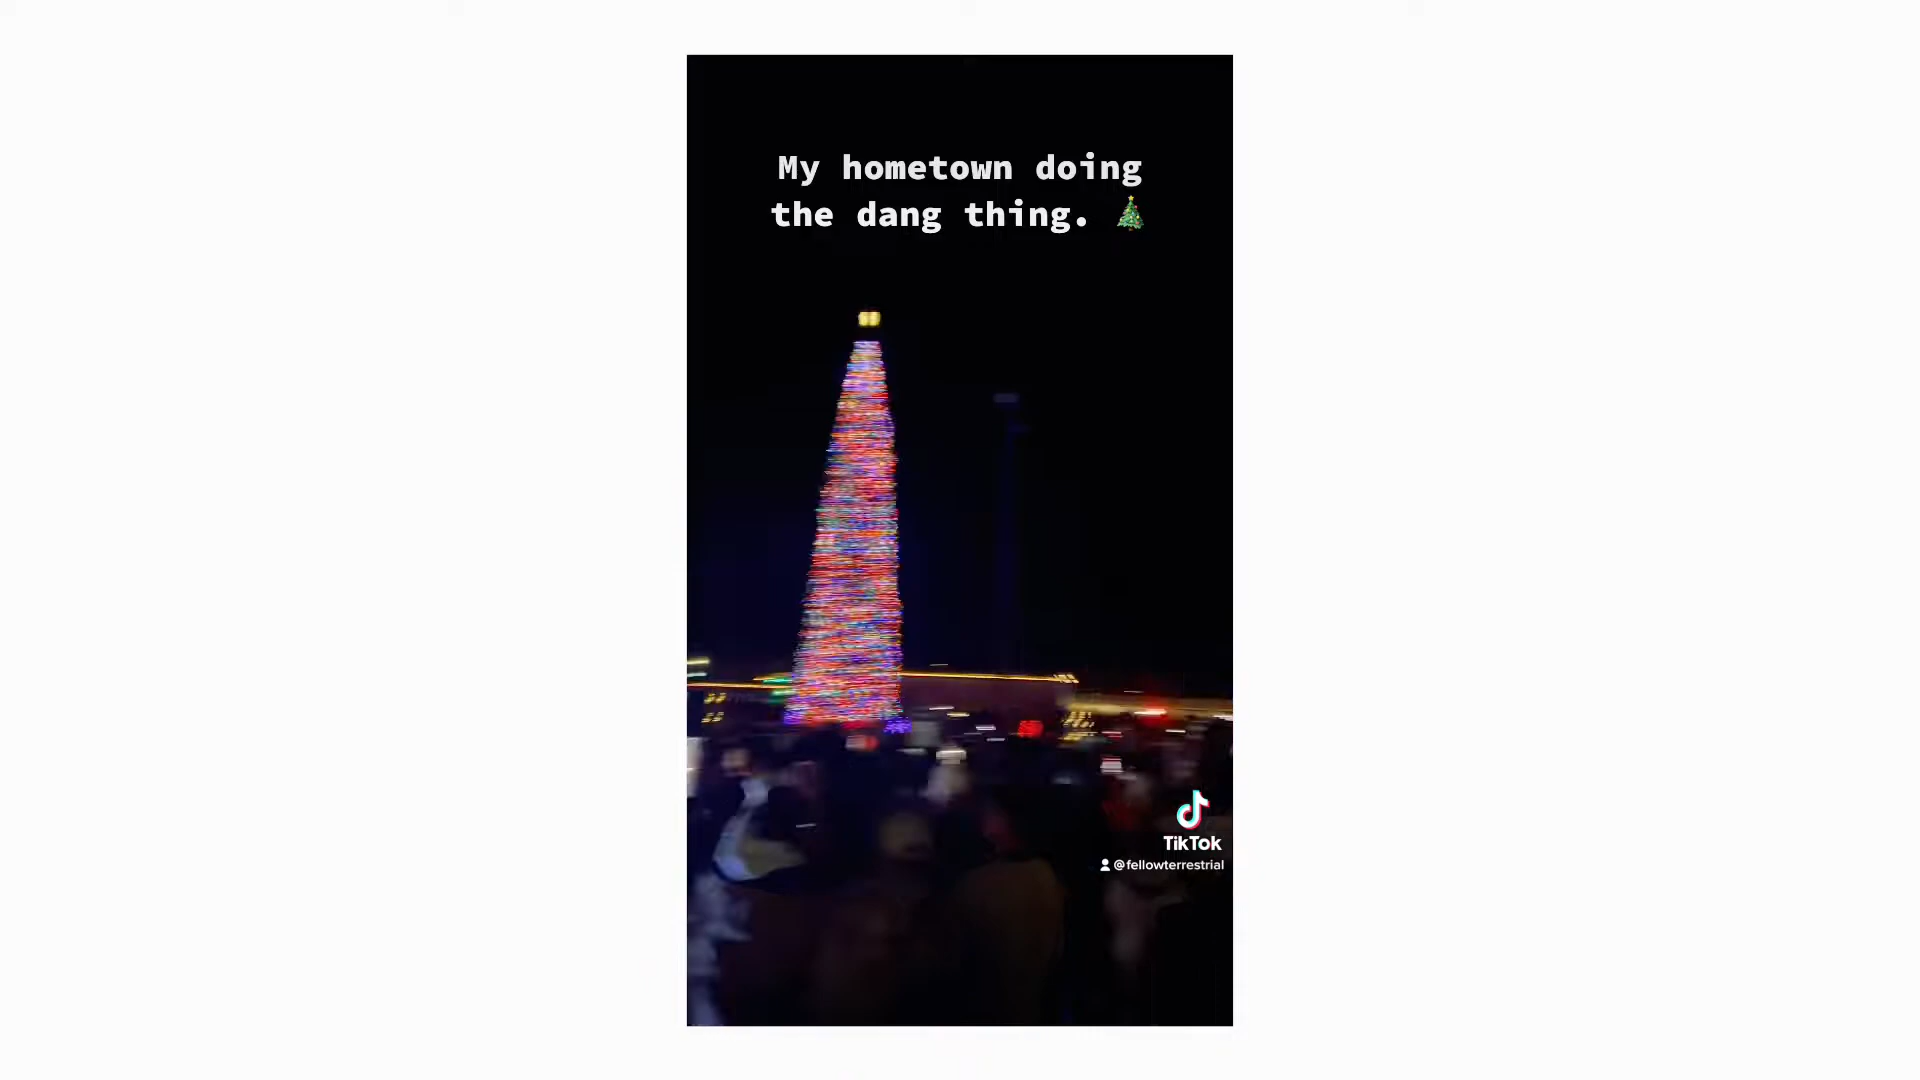 My hometown doing
the dang thing. 🎄
TikTok
@fellowterrestrial